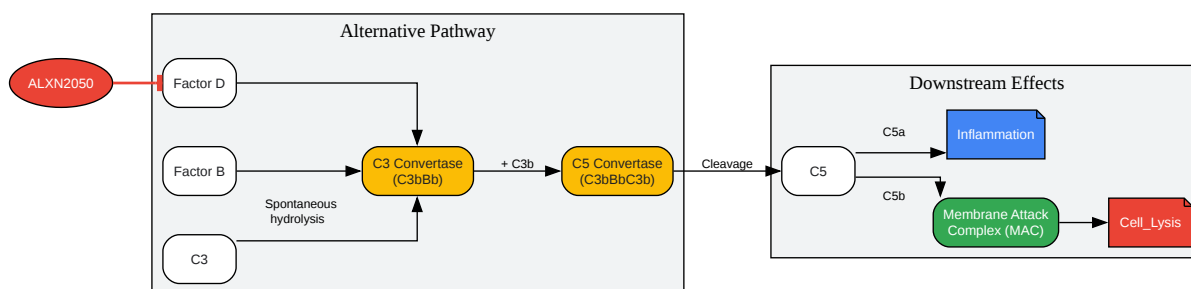 Alternative Pathway
ALXN2050
Factor D
Factor B
C3
Spontaneous
hydrolysis
C3 Convertase
(C3bBb)
+ C3b
C5 Convertase
(C3bBbC3b)
Cleavage
Downstream Effects
C5
C5a
C5b
Inflammation
Membrane Attack
Complex (MAC)
Cell_Lysis